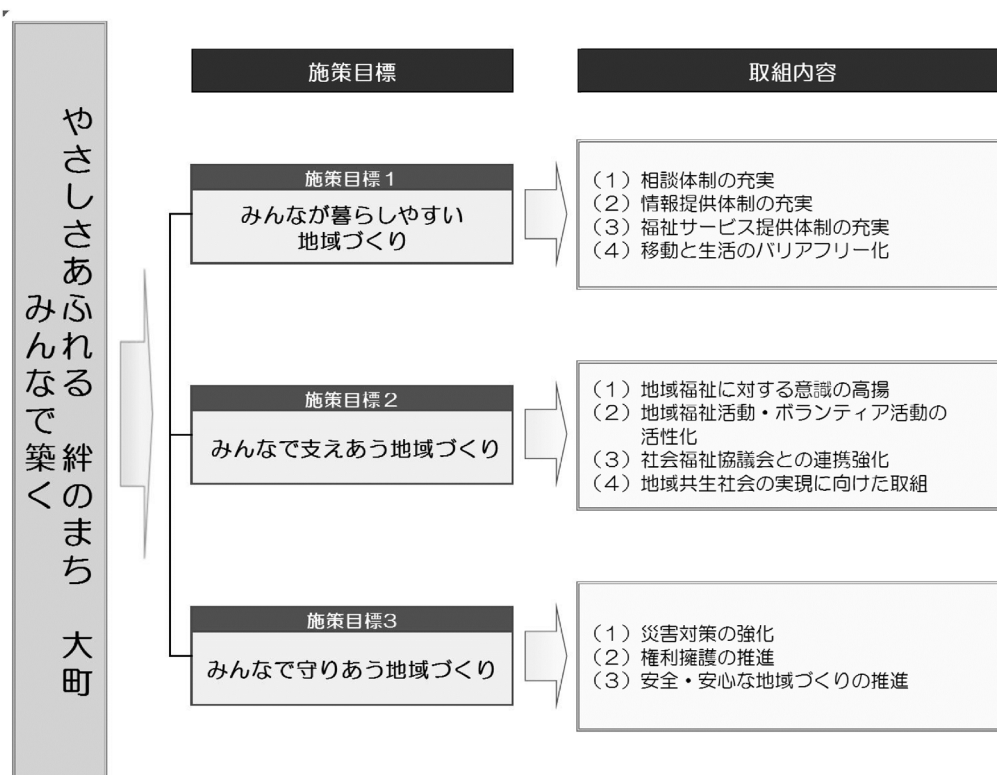 やさしさあふれる　絆のまち　大町
みんなで築く
施策目標
取組内容
施策目標１
みんなが暮らしやすい
地域づくり
（１）相談体制の充実
（２）情報提供体制の充実
（３）福祉サービス提供体制の充実
（４）移動と生活のバリアフリー化
施策目標２
みんなで支えあう地域づくり
（１）地域福祉に対する意識の高揚
（２）地域福祉活動・ボランティア活動の
活性化
（３）社会福祉協議会との連携強化
（４）地域共生社会の実現に向けた取組
施策目標3
みんなで守りあう地域づくり
（１）災害対策の強化
（２）権利擁護の推進
（３）安全・安心な地域づくりの推進